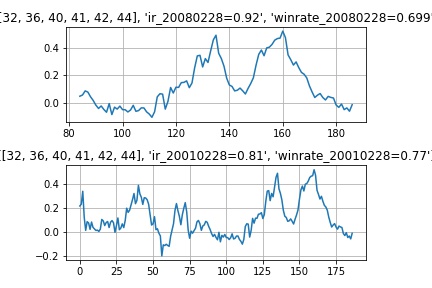 [32, 36, 40, 41, 42, 44], 'ir_20080228=0.92', 'winrate_20080228=0.699'
0.4
0.2
0.0
80 100 120 140 160 180
[32, 36, 40, 41, 42, 44], 'ir_20010228=0.81', 'winrate_20010228=0.77']
0.4
0.2
0.0
−0.2
0 25 50 75 100 125 150 175